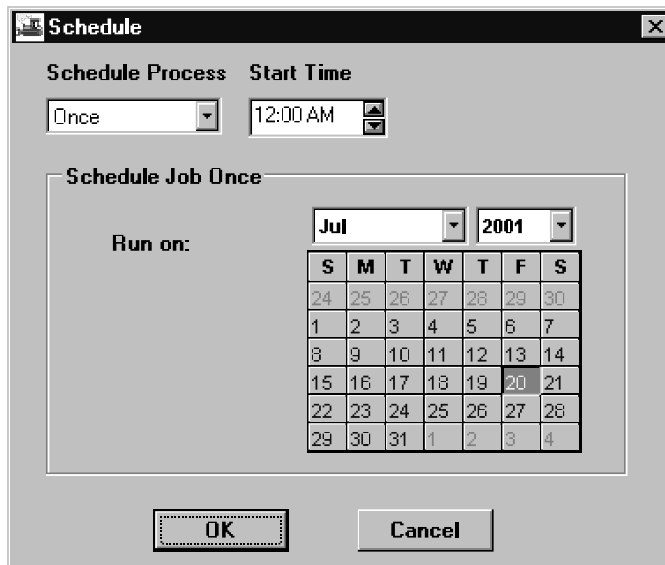 Schedule
Schedule Process Start Time
Once 12:00 AM
Schedule Job Once
Run on:
Jul 2001
S M T W T F S
24 25 26 27 28 29 30
1 2 3 4 5 6 7
8 9 10 11 12 13 14
15 16 17 18 19 20 21
22 23 24 25 26 27 28
29 30 31 1 2 3 4
OK Cancel